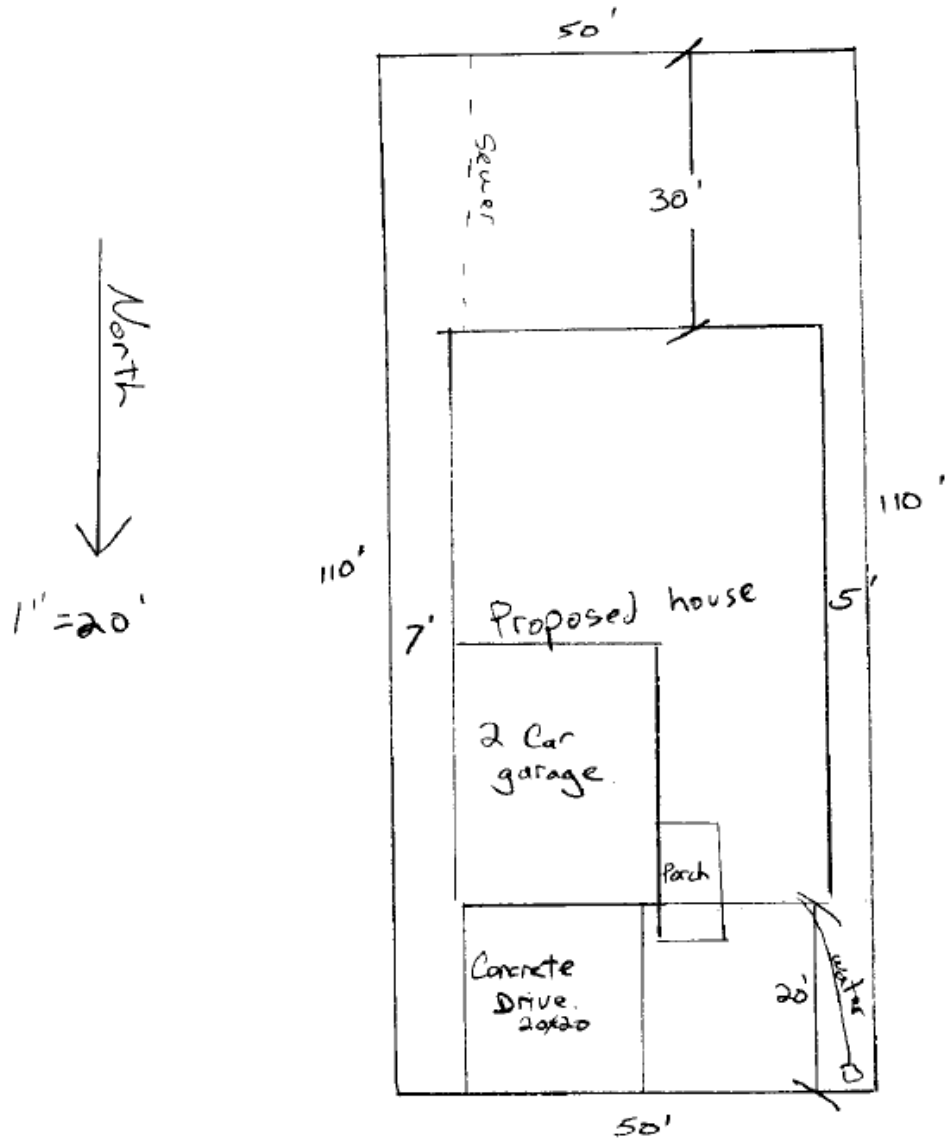 50'
Sewer
30'
North
110'
110'
1"=20'
5'
Proposed house
7'
2 Car
garage.
Porch
Concrete
Drive.
20x20
20'
water
50'